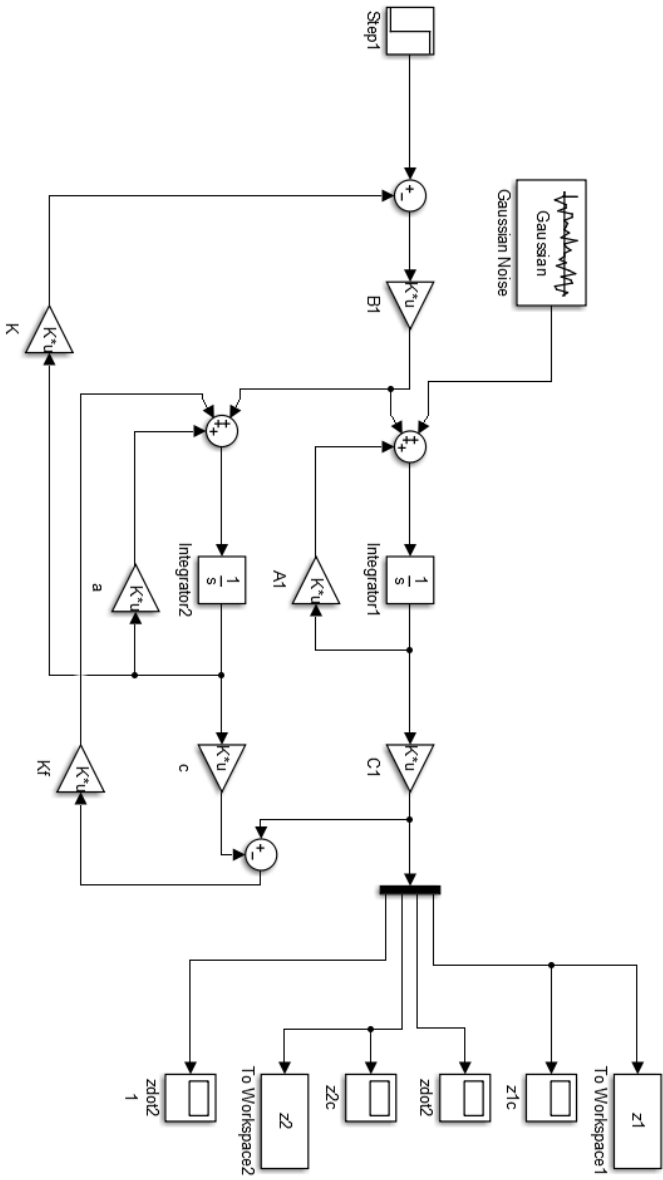 z1
To Workspace1
Gaussian
Gaussian Noise
z1c
zdot2
Step1
+
−
K*u
B1
++
+
1
s
Integrator1
K*u
C1
z2c
K*u
A1
z2
To Workspace2
+
−
++
+
1
s
Integrator2
K*u
c
zdot2
1
K*u
a
K*u
Kf
K*u
K